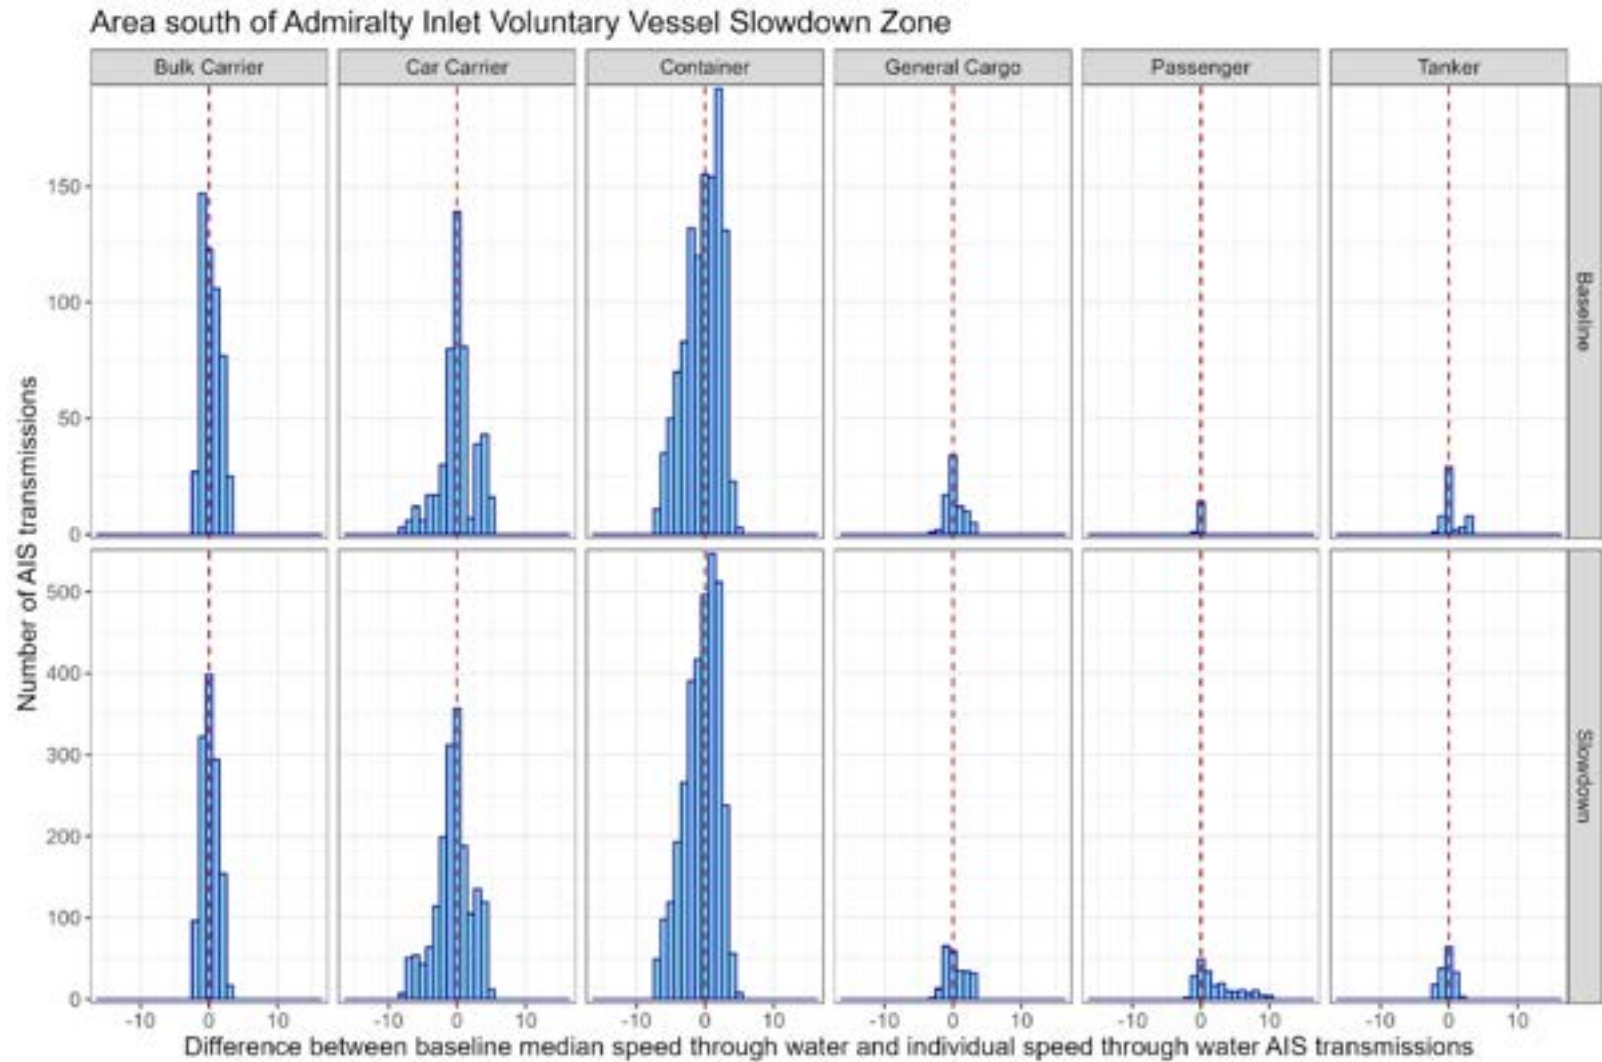 Area south of Admiralty Inlet Voluntary Vessel Slowdown Zone
Bulk Carrier Car Carrier Container General Cargo Passenger Tanker
Number of AIS transmissions
150
100
50
0
Baseline
500
400
300
200
100
0
Slowdown
-10 0 10 -10 0 10 -10 0 10 -10 0 10 -10 0 10 -10 0 10
Difference between baseline median speed through water and individual speed through water AIS transmissions